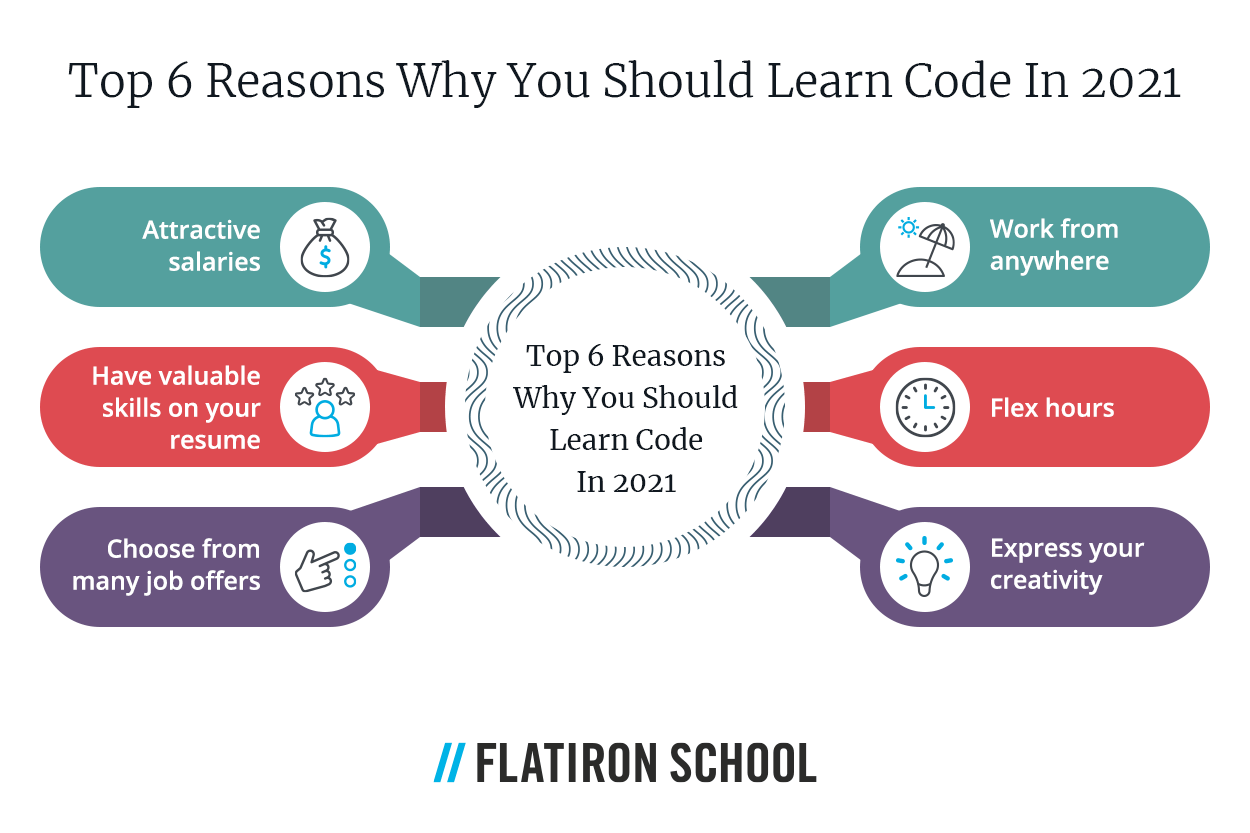 Top 6 Reasons Why You Should Learn Code In 2021
Attractive
salaries
$
Have valuable
skills on your
resume
Choose from
many job offers
Top 6 Reasons
Why You Should
Learn Code
In 2021
Work from
anywhere
Flex hours
Express your
creativity
// FLATIRON SCHOOL